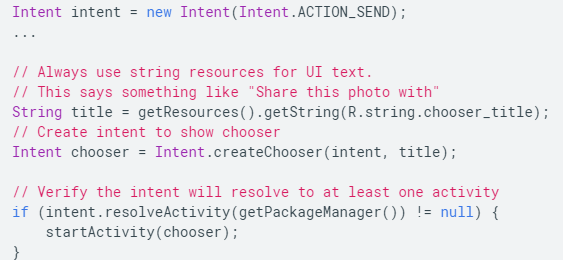 Intent intent = new Intent(Intent.ACTION_SEND);
...

// Always use string resources for UI text.
// This says something like "Share this photo with"
String title = getResources().getString(R.string.chooser_title);
// Create intent to show chooser
Intent chooser = Intent.createChooser(intent, title);

// Verify the intent will resolve to at least one activity
if (intent.resolveActivity(getPackageManager()) != null) {
    startActivity(chooser);
}